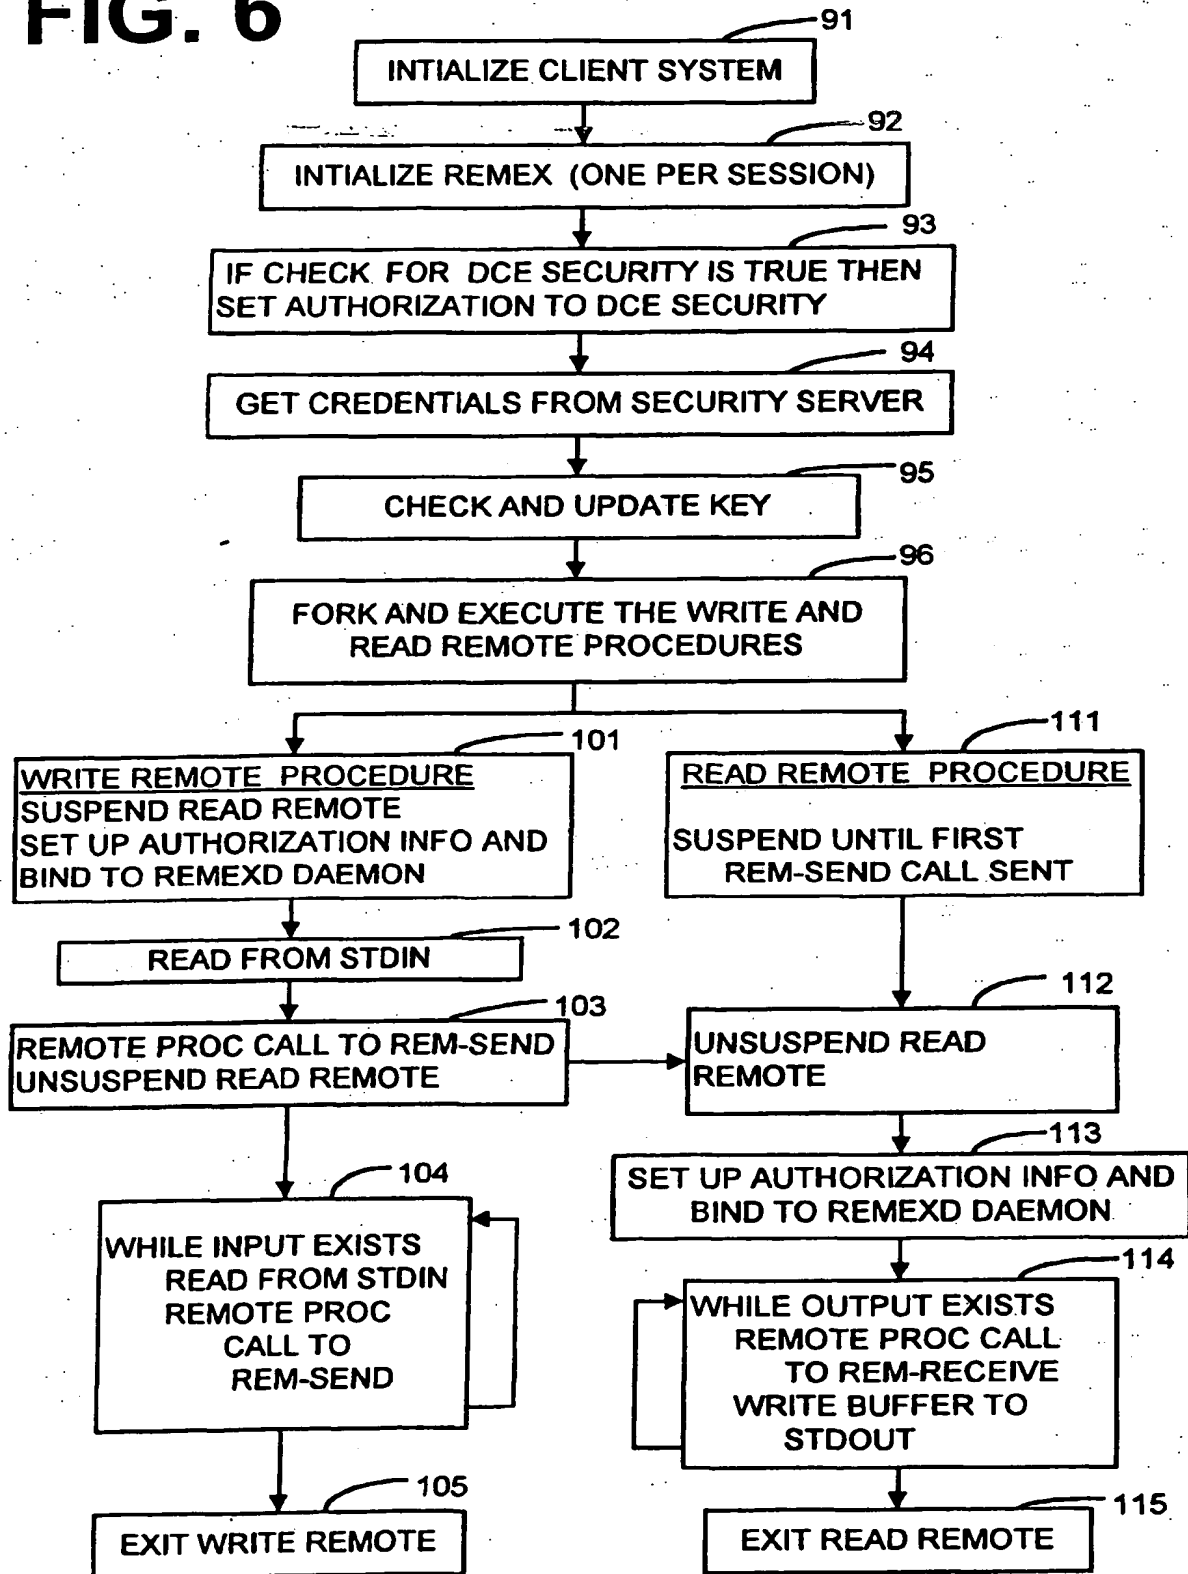 FIG. 6
91
INTIALIZE CLIENT SYSTEM
92
INTIALIZE REMEX (ONE PER SESSION)
93
IF CHECK FOR DCE SECURITY IS TRUE THEN
SET AUTHORIZATION TO DCE SECURITY
94
GET CREDENTIALS FROM SECURITY SERVER
95
CHECK AND UPDATE KEY
96
FORK AND EXECUTE THE WRITE AND
READ REMOTE PROCEDURES
101
WRITE REMOTE PROCEDURE
SUSPEND READ REMOTE
SET UP AUTHORIZATION INFO AND
BIND TO REMEXD DAEMON
111
READ REMOTE PROCEDURE
SUSPEND UNTIL FIRST
REM-SEND CALL SENT
102
READ FROM STDIN
103
REMOTE PROC CALL TO REM-SEND
UNSUSPEND READ REMOTE
112
UNSUSPEND READ
REMOTE
113
SET UP AUTHORIZATION INFO AND
BIND TO REMEXD DAEMON
104
WHILE INPUT EXISTS
READ FROM STDIN
REMOTE PROC
CALL TO
REM-SEND
114
WHILE OUTPUT EXISTS
REMOTE PROC CALL
TO REM-RECEIVE
WRITE BUFFER TO
STDOUT
105
EXIT WRITE REMOTE
115
EXIT READ REMOTE